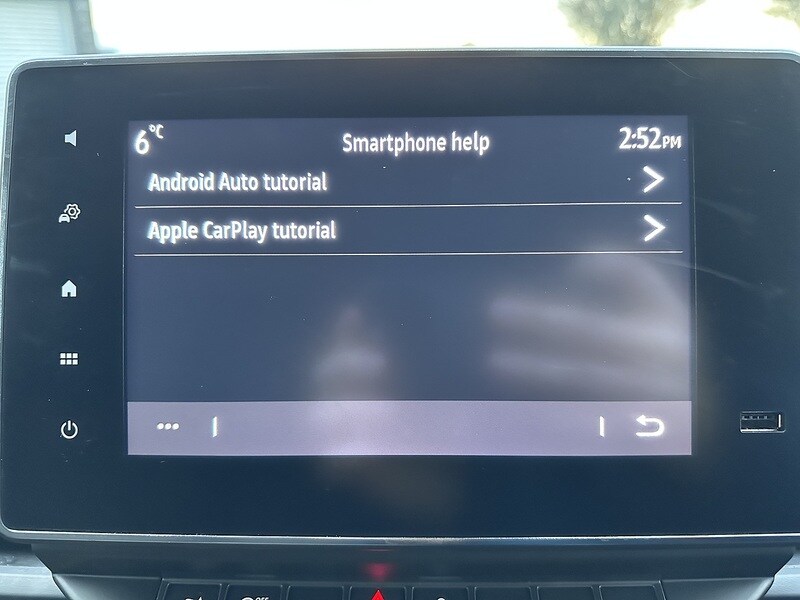 6°C Smartphone help 2:52PM
Android Auto tutorial
Apple CarPlay tutorial